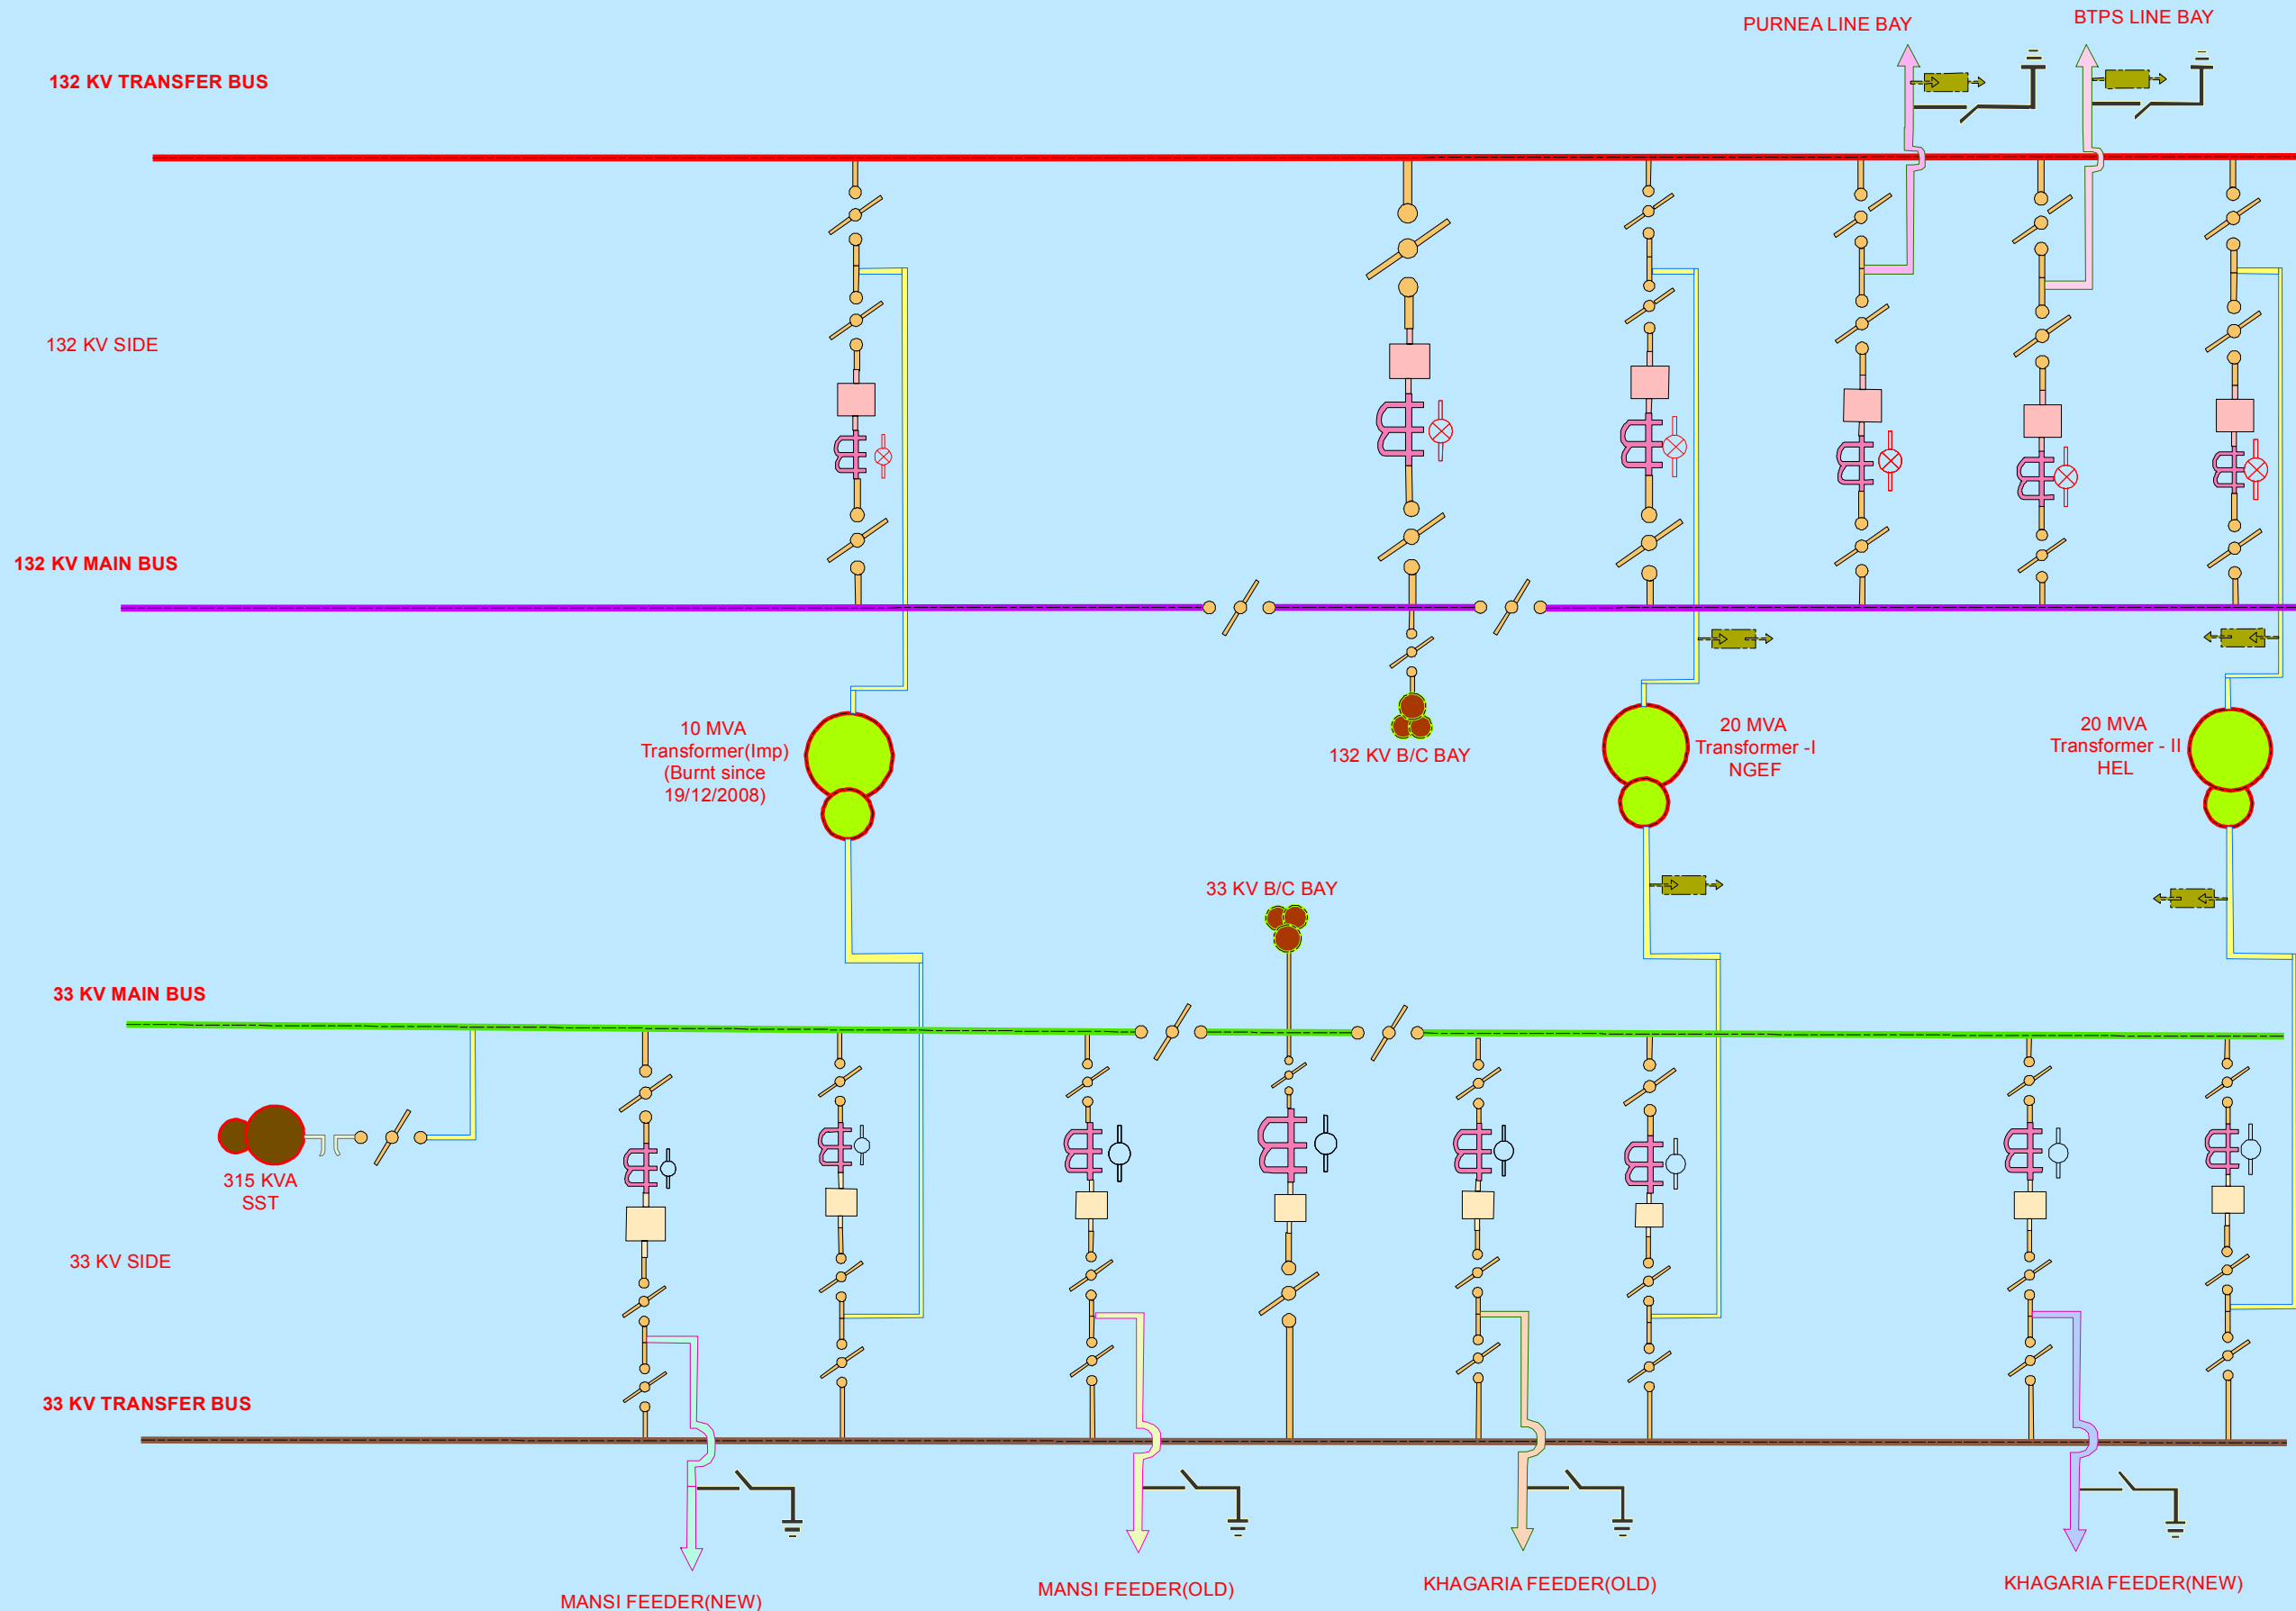 PURNEA LINE BAY
BTPS LINE BAY
132 KV TRANSFER BUS
132 KV SIDE
132 KV MAIN BUS
10 MVA
Transformer(Imp)
(Burnt since
19/12/2008)
132 KV B/C BAY
20 MVA
Transformer -I
NGEF
20 MVA
Transformer - II
HEL
33 KV B/C BAY
33 KV MAIN BUS
315 KVA
SST
33 KV SIDE
33 KV TRANSFER BUS
MANSI FEEDER(NEW)
MANSI FEEDER(OLD)
KHAGARIA FEEDER(OLD)
KHAGARIA FEEDER(NEW)